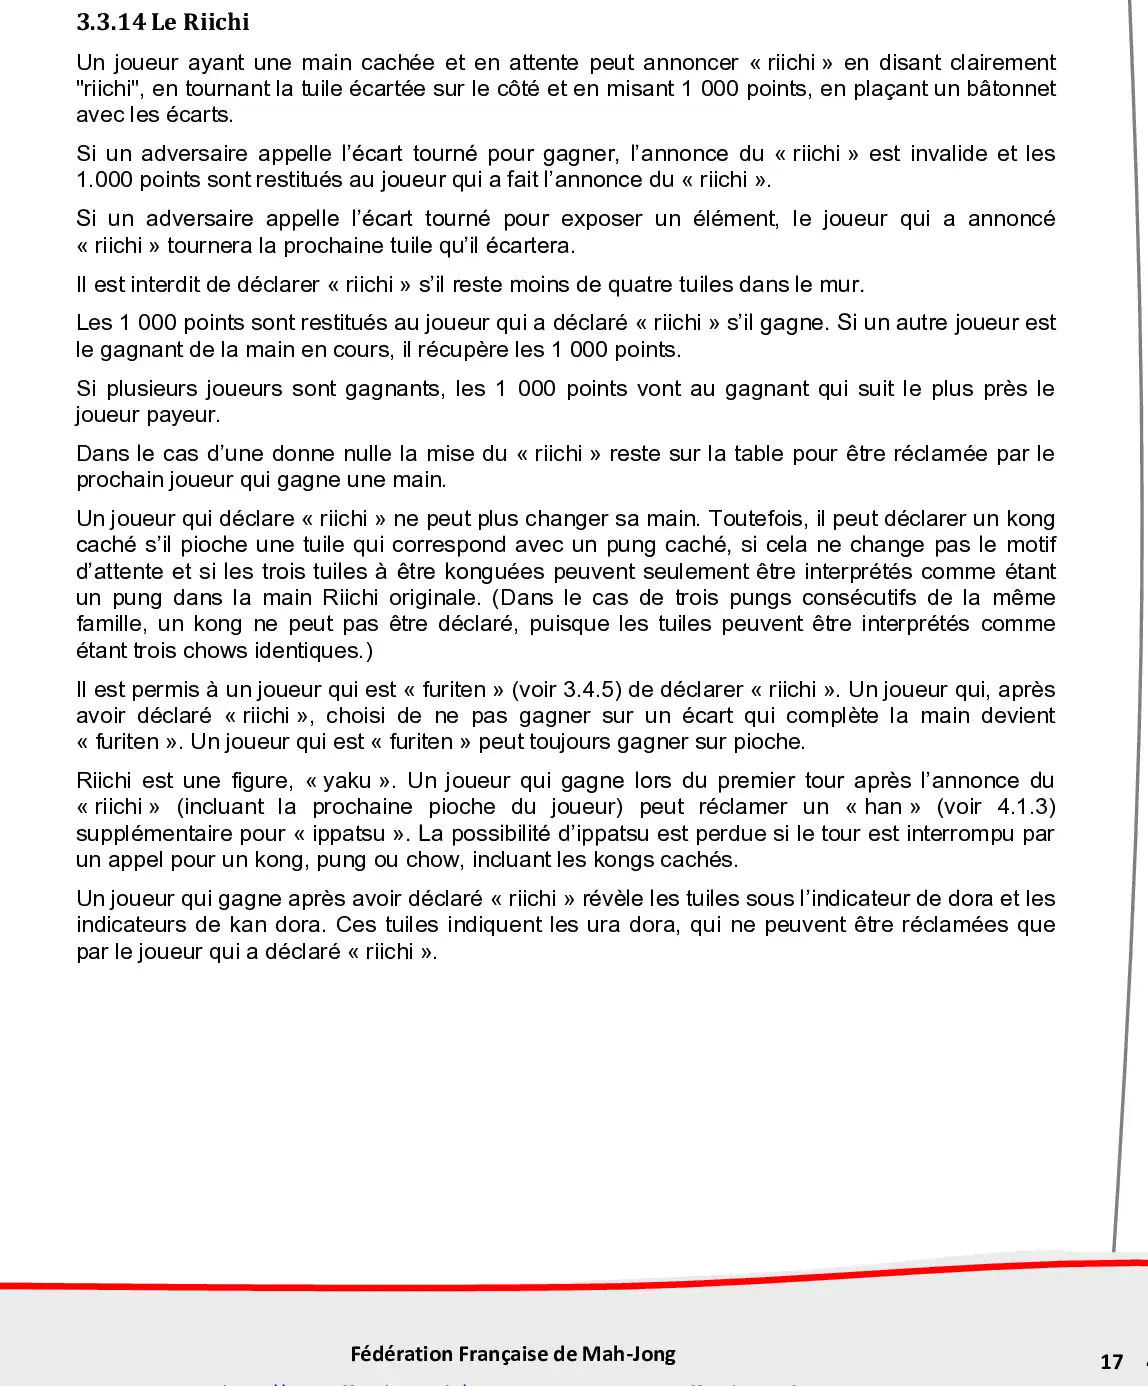 3.3.14 Le Riichi
Un joueur ayant une main cachée et en attente peut annoncer « riichi » en disant clairement
"riichi", en tournant la tuile écartée sur le côté et en misant 1 000 points, en plaçant un bâtonnet
avec les écarts.
Si un adversaire appelle l’écart tourné pour gagner, l’annonce du « riichi » est invalide et les
1.000 points sont restitués au joueur qui a fait l’annonce du « riichi ».
Si un adversaire appelle l’écart tourné pour exposer un élément, le joueur qui a annoncé
« riichi » tournera la prochaine tuile qu’il écartera.
Il est interdit de déclarer « riichi » s’il reste moins de quatre tuiles dans le mur.
Les 1 000 points sont restitués au joueur qui a déclaré « riichi » s’il gagne. Si un autre joueur est
le gagnant de la main en cours, il récupère les 1 000 points.
Si plusieurs joueurs sont gagnants, les 1 000 points vont au gagnant qui suit le plus près le
joueur payeur.
Dans le cas d’une donne nulle la mise du « riichi » reste sur la table pour être réclamée par le
prochain joueur qui gagne une main.
Un joueur qui déclare « riichi » ne peut plus changer sa main. Toutefois, il peut déclarer un kong
caché s’il pioche une tuile qui correspond avec un pung caché, si cela ne change pas le motif
d’attente et si les trois tuiles à être konguées peuvent seulement être interprétés comme étant
un pung dans la main Riichi originale. (Dans le cas de trois pungs consécutifs de la même
famille, un kong ne peut pas être déclaré, puisque les tuiles peuvent être interprétés comme
étant trois chows identiques.)
Il est permis à un joueur qui est « furiten » (voir 3.4.5) de déclarer « riichi ». Un joueur qui, après
avoir déclaré « riichi », choisi de ne pas gagner sur un écart qui complète la main devient
« furiten ». Un joueur qui est « furiten » peut toujours gagner sur pioche.
Riichi est une figure, « yaku ». Un joueur qui gagne lors du premier tour après l’annonce du
« riichi » (incluant la prochaine pioche du joueur) peut réclamer un « han » (voir 4.1.3)
supplémentaire pour « ippatsu ». La possibilité d’ippatsu est perdue si le tour est interrompu par
un appel pour un kong, pung ou chow, incluant les kongs cachés.
Un joueur qui gagne après avoir déclaré « riichi » révèle les tuiles sous l’indicateur de dora et les
indicateurs de kan dora. Ces tuiles indiquent les ura dora, qui ne peuvent être réclamées que
par le joueur qui a déclaré « riichi ».
Fédération Française de Mah-Jong
17